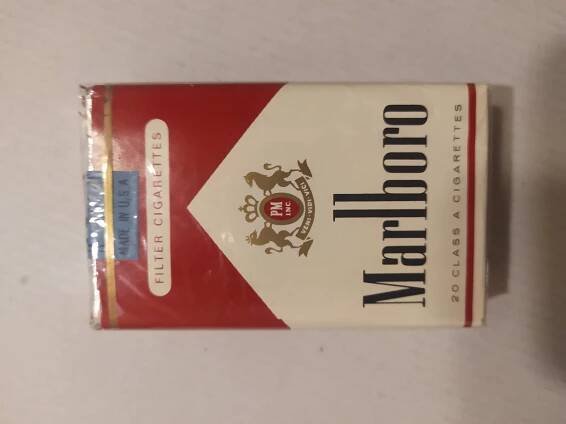 MADE IN U.S.A.
FILTER CIGARETTES
PM
INC.
VENI·VIDI·VICI
Marlboro
20 CLASS A CIGARETTES